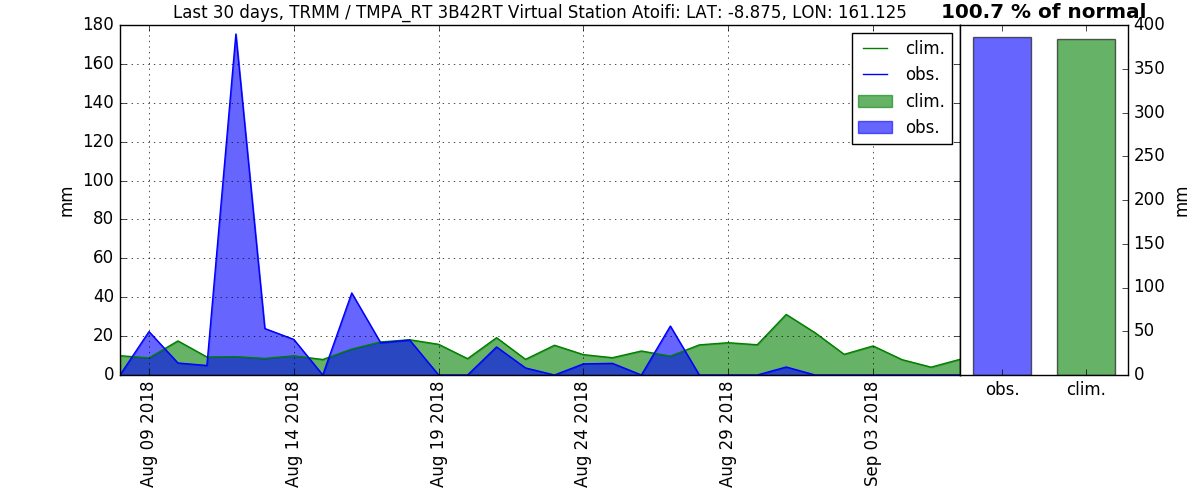 Last 30 days, TRMM / TMPA_RT 3B42RT Virtual Station Atoifi: LAT: -8.875, LON: 161.125
100.7 % of normal
180
160
140
120
100
80
60
40
20
0
mm
clim.
obs.
clim.
obs.
Aug 09 2018
Aug 14 2018
Aug 19 2018
Aug 24 2018
Aug 29 2018
Sep 03 2018
400
350
300
250
200
150
100
50
0
mm
obs.
clim.